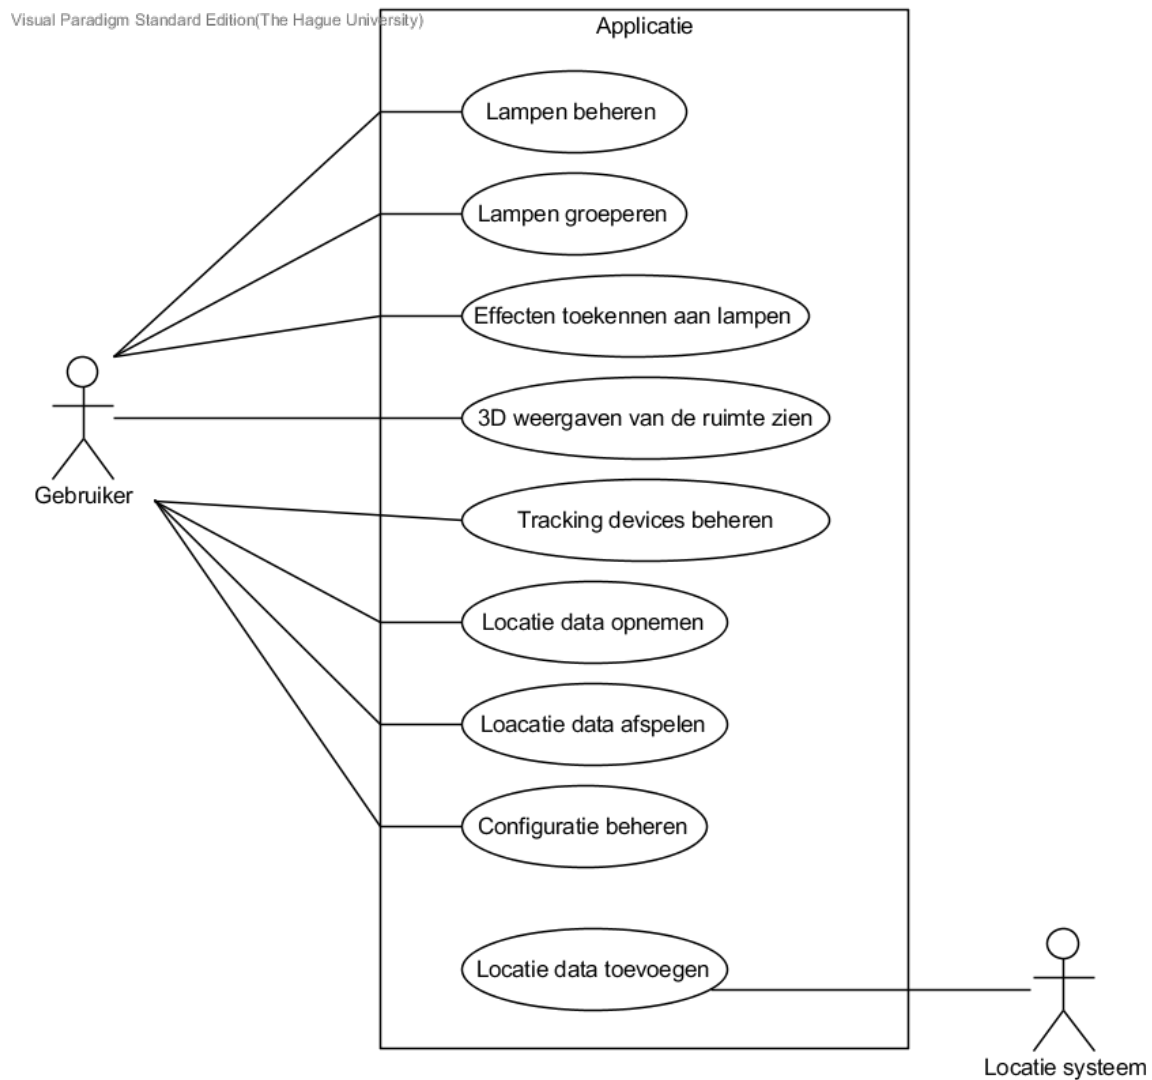 Visual Paradigm Standard Edition(The Hague University)
Applicatie
Lampen beheren
Lampen groeperen
Effecten toekennen aan lampen
3D weergaven van de ruimte zien
Gebruiker
Tracking devices beheren
Locatie data opnemen
Loacatie data afspelen
Configuratie beheren
Locatie data toevoegen
Locatie systeem